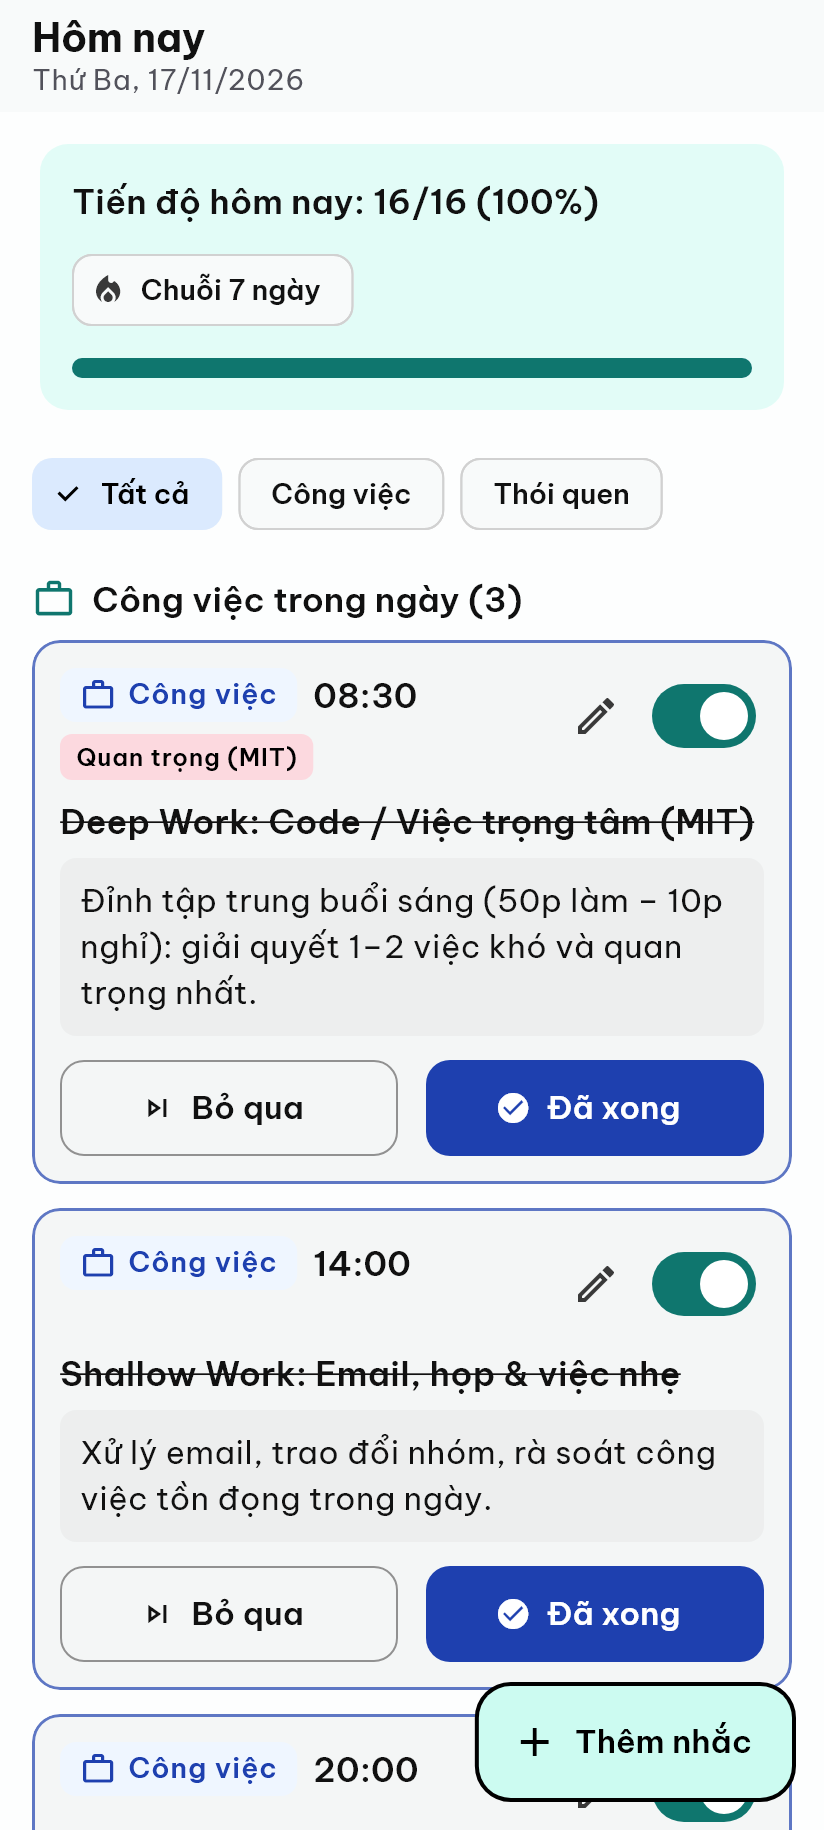 Hôm nay
Thứ Ba, 17/11/2026
Tiến độ hôm nay: 16/16 (100%)
Chuỗi 7 ngày
Tất cả
Công việc
Thói quen
Công việc trong ngày (3)
Công việc 08:30
Quan trọng (MIT)
Deep Work: Code / Việc trọng tâm (MIT)
Đỉnh tập trung buổi sáng (50p làm – 10p
nghỉ): giải quyết 1–2 việc khó và quan
trọng nhất.
Bỏ qua
Đã xong
Công việc 14:00
Shallow Work: Email, họp & việc nhẹ
Xử lý email, trao đổi nhóm, rà soát công
việc tồn đọng trong ngày.
Bỏ qua
Đã xong
Công việc 20:00
Thêm nhắc